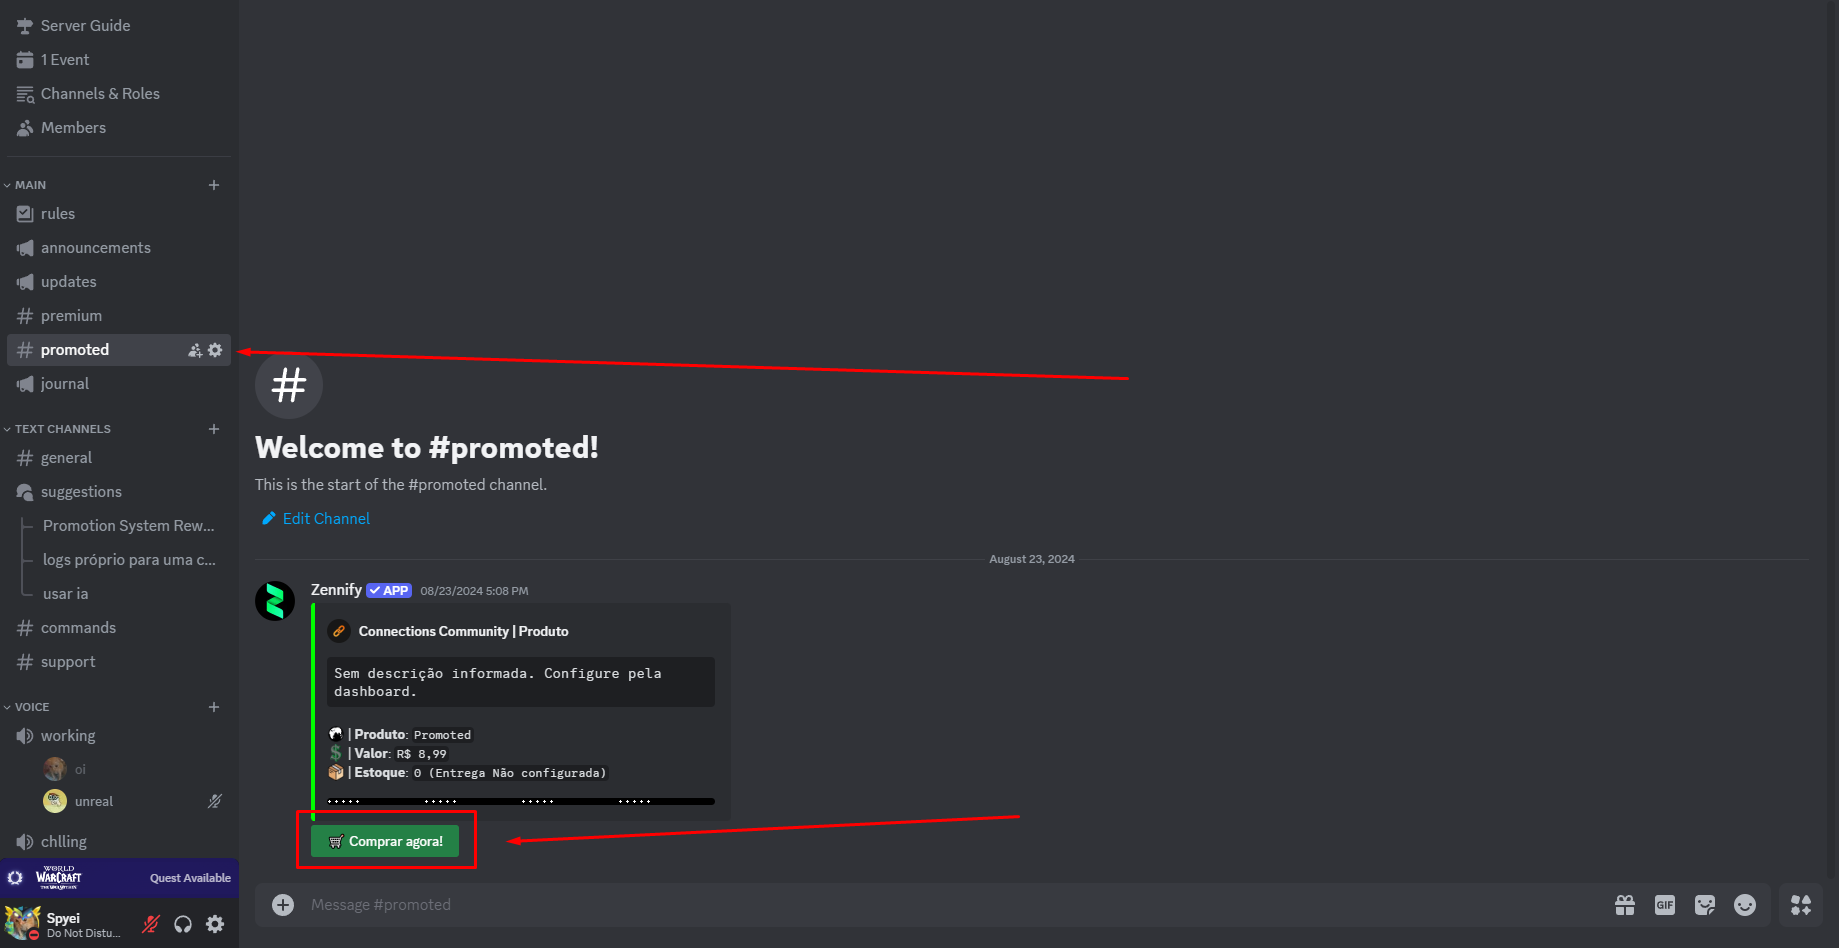 Server Guide
1 Event
Channels & Roles
Members
MAIN
rules
announcements
updates
premium
promoted
journal
TEXT CHANNELS
general
suggestions
Promotion System Rew...
logs próprio para uma c...
usar ia
commands
support
VOICE
working
oi
unreal
chlling
WORLD
WARCRAFT
THE WAR WITHIN
Quest Available
Spyei
Do Not Distu...
Welcome to #promoted!
This is the start of the #promoted channel.
Edit Channel
August 23, 2024
Zennify APP 08/23/2024 5:08 PM
Connections Community | Produto
Sem descrição informada. Configure pela
dashboard.
| Produto: Promoted
| Valor: R$ 8,99
| Estoque: 0 (Entrega Não configurada)
Comprar agora!
Message #promoted
GIF